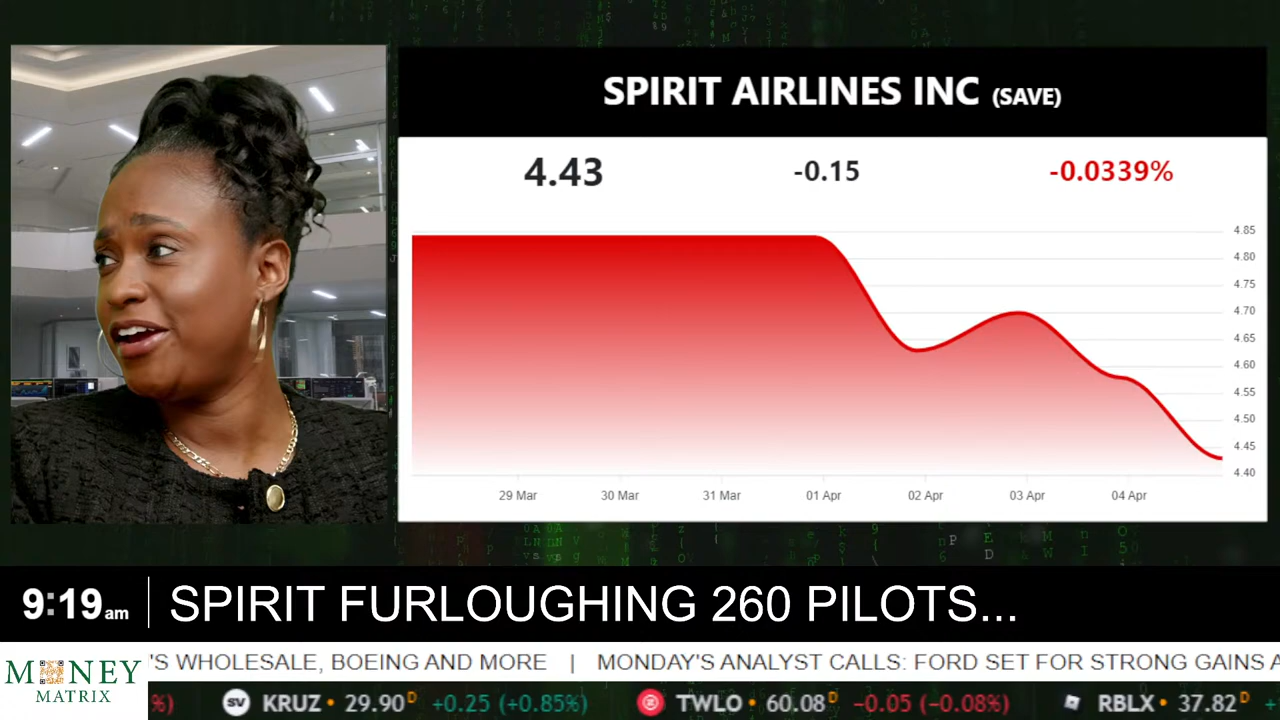 SPIRIT AIRLINES INC (SAVE)
4.43 -0.15 -0.0339%
4.85
4.80
4.75
4.70
4.65
4.60
4.55
4.50
4.45
4.40
29 Mar 30 Mar 31 Mar 01 Apr 02 Apr 03 Apr 04 Apr
9:19am SPIRIT FURLOUGHING 260 PILOTS...
MONEY
MATRIX
'S WHOLESALE, BOEING AND MORE | MONDAY'S ANALYST CALLS: FORD SET FOR STRONG GAINS A
%) SV KRUZ • 29.90 D +0.25 (+0.85%) TWLO • 60.08 D -0.05 (-0.08%) RBLX • 37.82 D